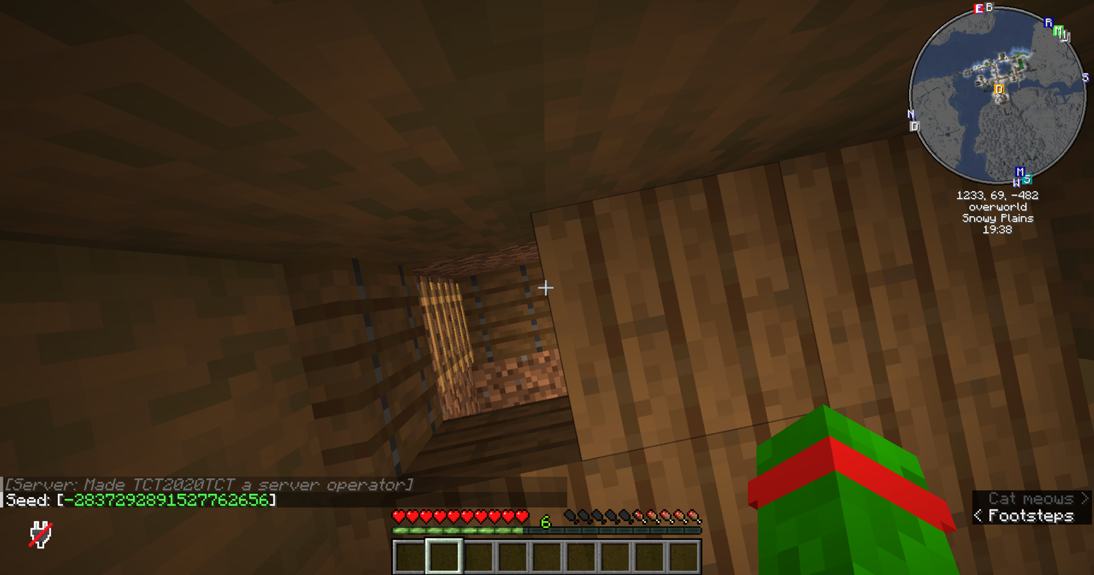 E B
R
M
S
D
N
D
M
W S
1233, 69, -482
overworld
Snowy Plains
19:38
[Server: Made TCT2020TCT a server operator]
Seed: [-2837292891527762656]
6
Cat meows >
< Footsteps